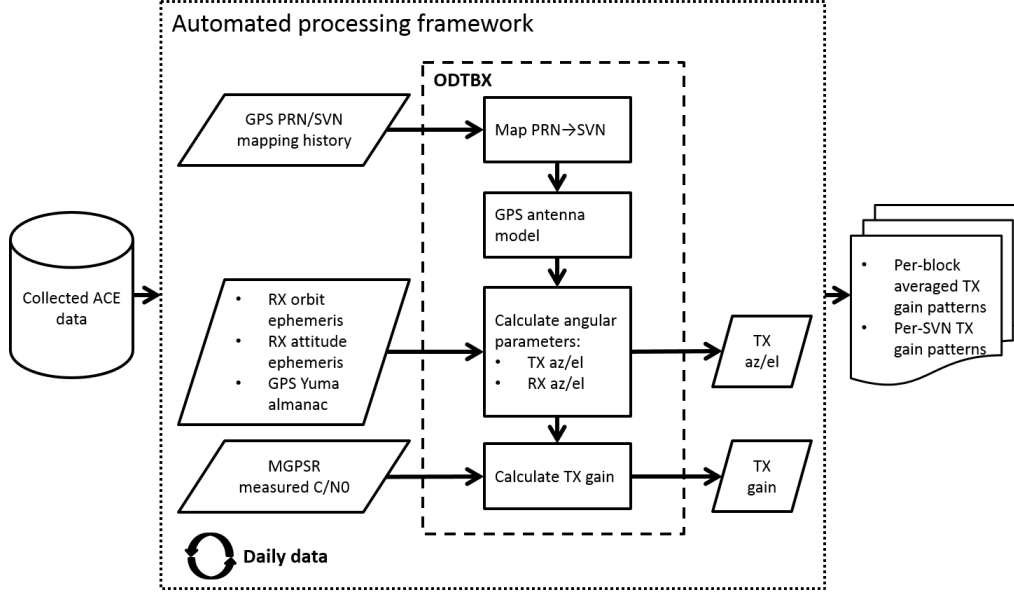 Automated processing framework
ODTBX
GPS PRN/SVN
mapping history
Map PRN→SVN
GPS antenna
model
Collected ACE
data
• RX orbit
ephemeris
• RX attitude
ephemeris
• GPS Yuma
almanac
Calculate angular
parameters:
• TX az/el
• RX az/el
TX
az/el
• Per-block
averaged TX
gain patterns
• Per-SVN TX
gain patterns
MGPSR
measured C/N0
Calculate TX gain
TX
gain
Daily data